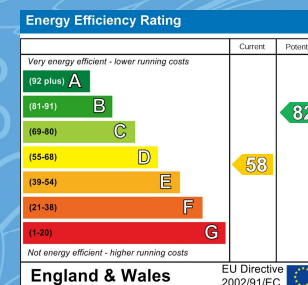 Energy Efficiency Rating
Current Potent
Very energy efficient - lower running costs
(92 plus) A
(81-91) B
82
(69-80) C
(55-68) D
58
(39-54) E
(21-38) F
(1-20) G
Not energy efficient - higher running costs
England & Wales
EU Directive
2002/91/EC